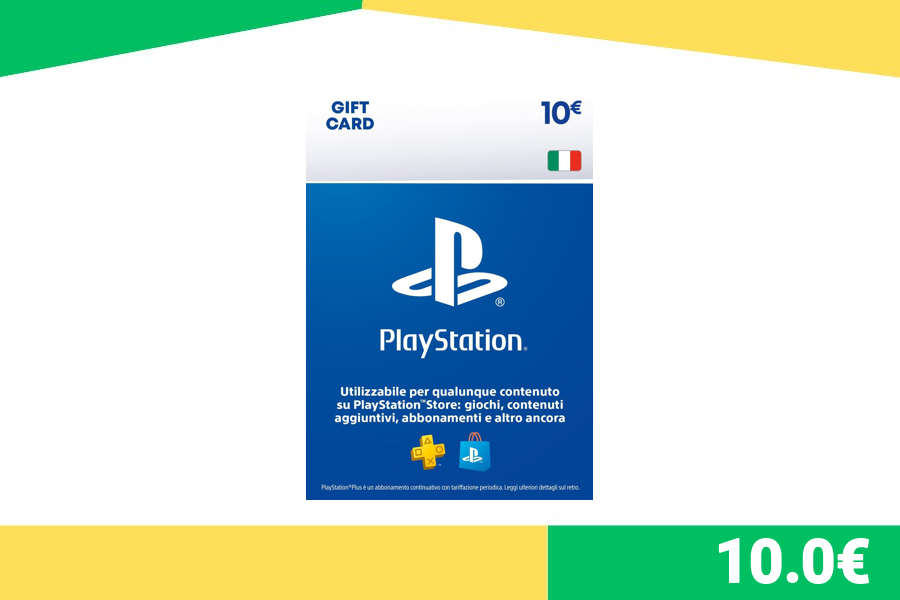 GIFT
CARD
10€
PlayStation
Utilizzabile per qualunque contenuto
su PlayStation™Store: giochi, contenuti
aggiuntivi, abbonamenti e altro ancora
PlayStation®Plus è un abbonamento continuativo con tariffazione periodica. Leggi ulteriori dettagli sul retro.
10.0€